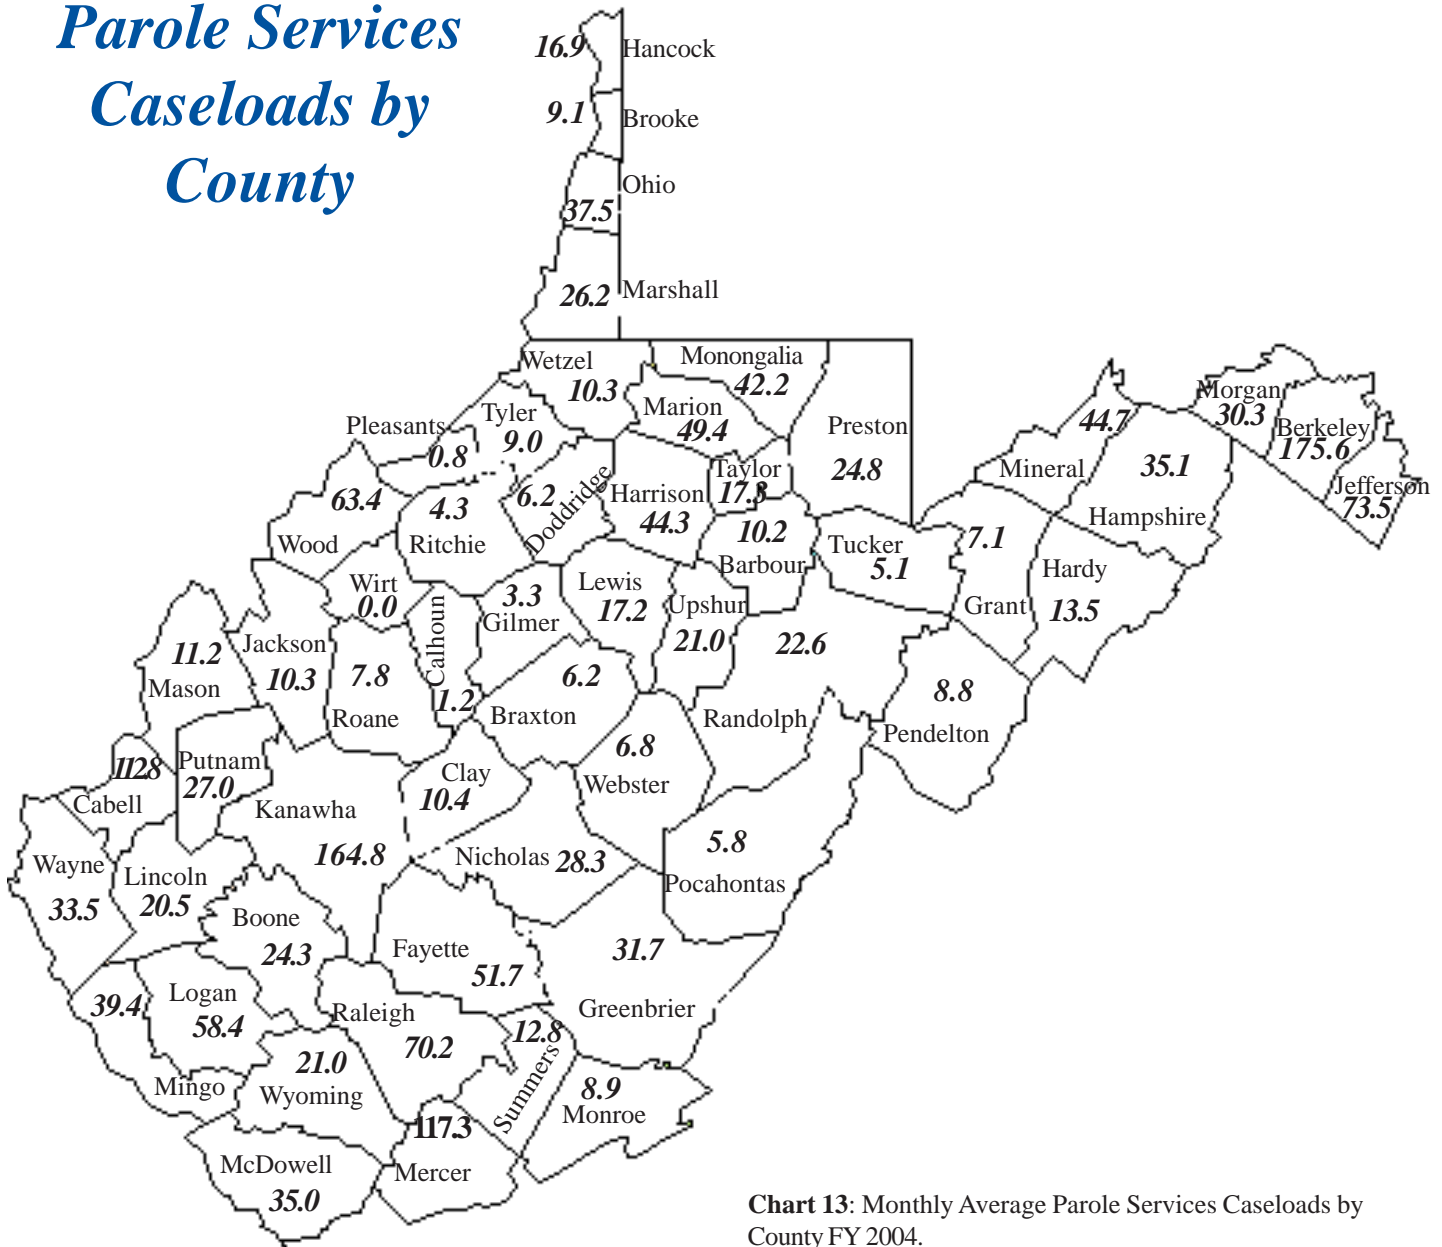 Parole Services
Caseloads by
County
16.9 Hancock
9.1 Brooke
Ohio
37.5
26.2 Marshall
Wetzel
10.3
Monongalia
42.2
Marion
49.4
Tyler
9.0
Pleasants
0.8
Preston
24.8
Taylor
17.3
Harrison
44.3
Doddridge
6.2
63.4
Wood
4.3
Ritchie
10.2
Barbour
Tucker
5.1
7.1
Grant
44.7
Mineral
35.1
Hampshire
Morgan
30.3
Berkeley
175.6
Jefferson
73.5
Hardy
13.5
Wirt
0.0
Calhoun
1.2
3.3
Gilmer
Lewis
17.2
Upshur
21.0
22.6
Randolph
8.8
Pendelton
11.2
Mason
Jackson
10.3
7.8
Roane
6.2
Braxton
6.8
Webster
Clay
10.4
Putnam
27.0
112.8
Cabell
Kanawha
164.8
Nicholas 28.3
5.8
Pocahontas
Wayne
33.5
Lincoln
20.5
Boone
24.3
Fayette
51.7
31.7
Greenbrier
39.4
Mingo
Logan
58.4
Raleigh
70.2
12.8
Summers
21.0
Wyoming
8.9
Monroe
117.3
Mercer
McDowell
35.0
Chart 13: Monthly Average Parole Services Caseloads by
County FY 2004.